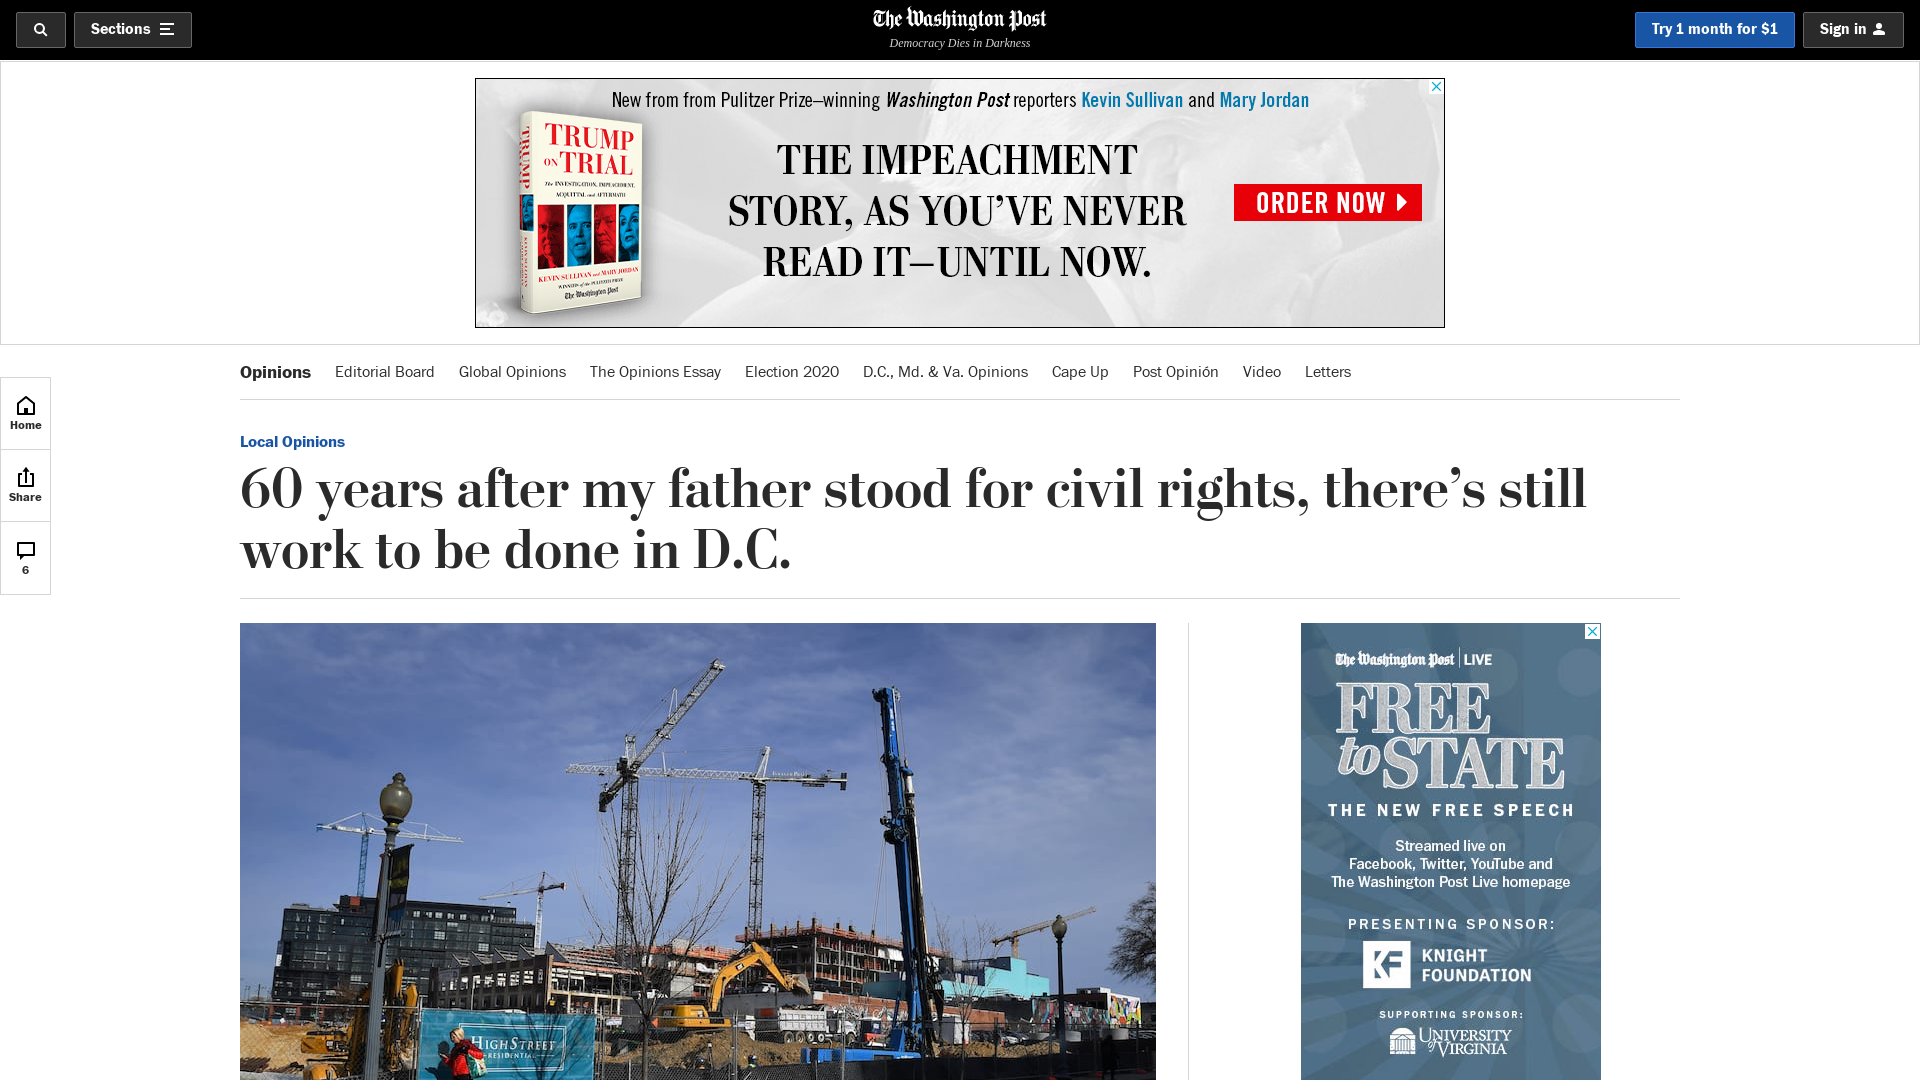 Sections
The Washington Post
Democracy Dies in Darkness
Try 1 month for $1
Sign in
New from from Pulitzer Prize–winning Washington Post reporters Kevin Sullivan and Mary Jordan
TRUMP
ON TRIAL
The INVESTIGATION, IMPEACHMENT,
ACQUITTAL and AFTERMATH
KEVIN SULLIVAN and MARY JORDAN
WINNERS of the PULITZER PRIZE
The Washington Post
TRUMP
THE IMPEACHMENT
STORY, AS YOU’VE NEVER
READ IT—UNTIL NOW.
ORDER NOW
Opinions
Editorial Board
Global Opinions
The Opinions Essay
Election 2020
D.C., Md. & Va. Opinions
Cape Up
Post Opinión
Video
Letters
Home
Share
6
Local Opinions
60 years after my father stood for civil rights, there’s still
work to be done in D.C.
HIGHSTREET
RESIDENTIAL
The Washington Post LIVE
FREE
to STATE
THE NEW FREE SPEECH
Streamed live on
Facebook, Twitter, YouTube and
The Washington Post Live homepage
PRESENTING SPONSOR:
KF
KNIGHT
FOUNDATION
SUPPORTING SPONSOR:
UNIVERSITY
of VIRGINIA